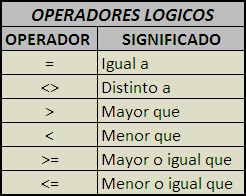 OPERADORES LOGICOS
OPERADOR SIGNIFICADO
= Igual a
<> Distinto a
> Mayor que
< Menor que
>= Mayor o igual que
<= Menor o igual que